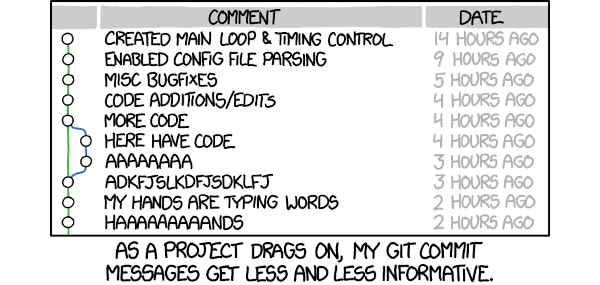 COMMENT DATE
CREATED MAIN LOOP & TIMING CONTROL 14 HOURS AGO
ENABLED CONFIG FILE PARSING 9 HOURS AGO
MISC BUGFIXES 5 HOURS AGO
CODE ADDITIONS/EDITS 4 HOURS AGO
MORE CODE 4 HOURS AGO
HERE HAVE CODE 4 HOURS AGO
AAAAAAAA 3 HOURS AGO
ADKFJSLKDFJSDKLFJ 3 HOURS AGO
MY HANDS ARE TYPING WORDS 2 HOURS AGO
HAAAAAAAAANDS 2 HOURS AGO
AS A PROJECT DRAGS ON, MY GIT COMMIT
MESSAGES GET LESS AND LESS INFORMATIVE.